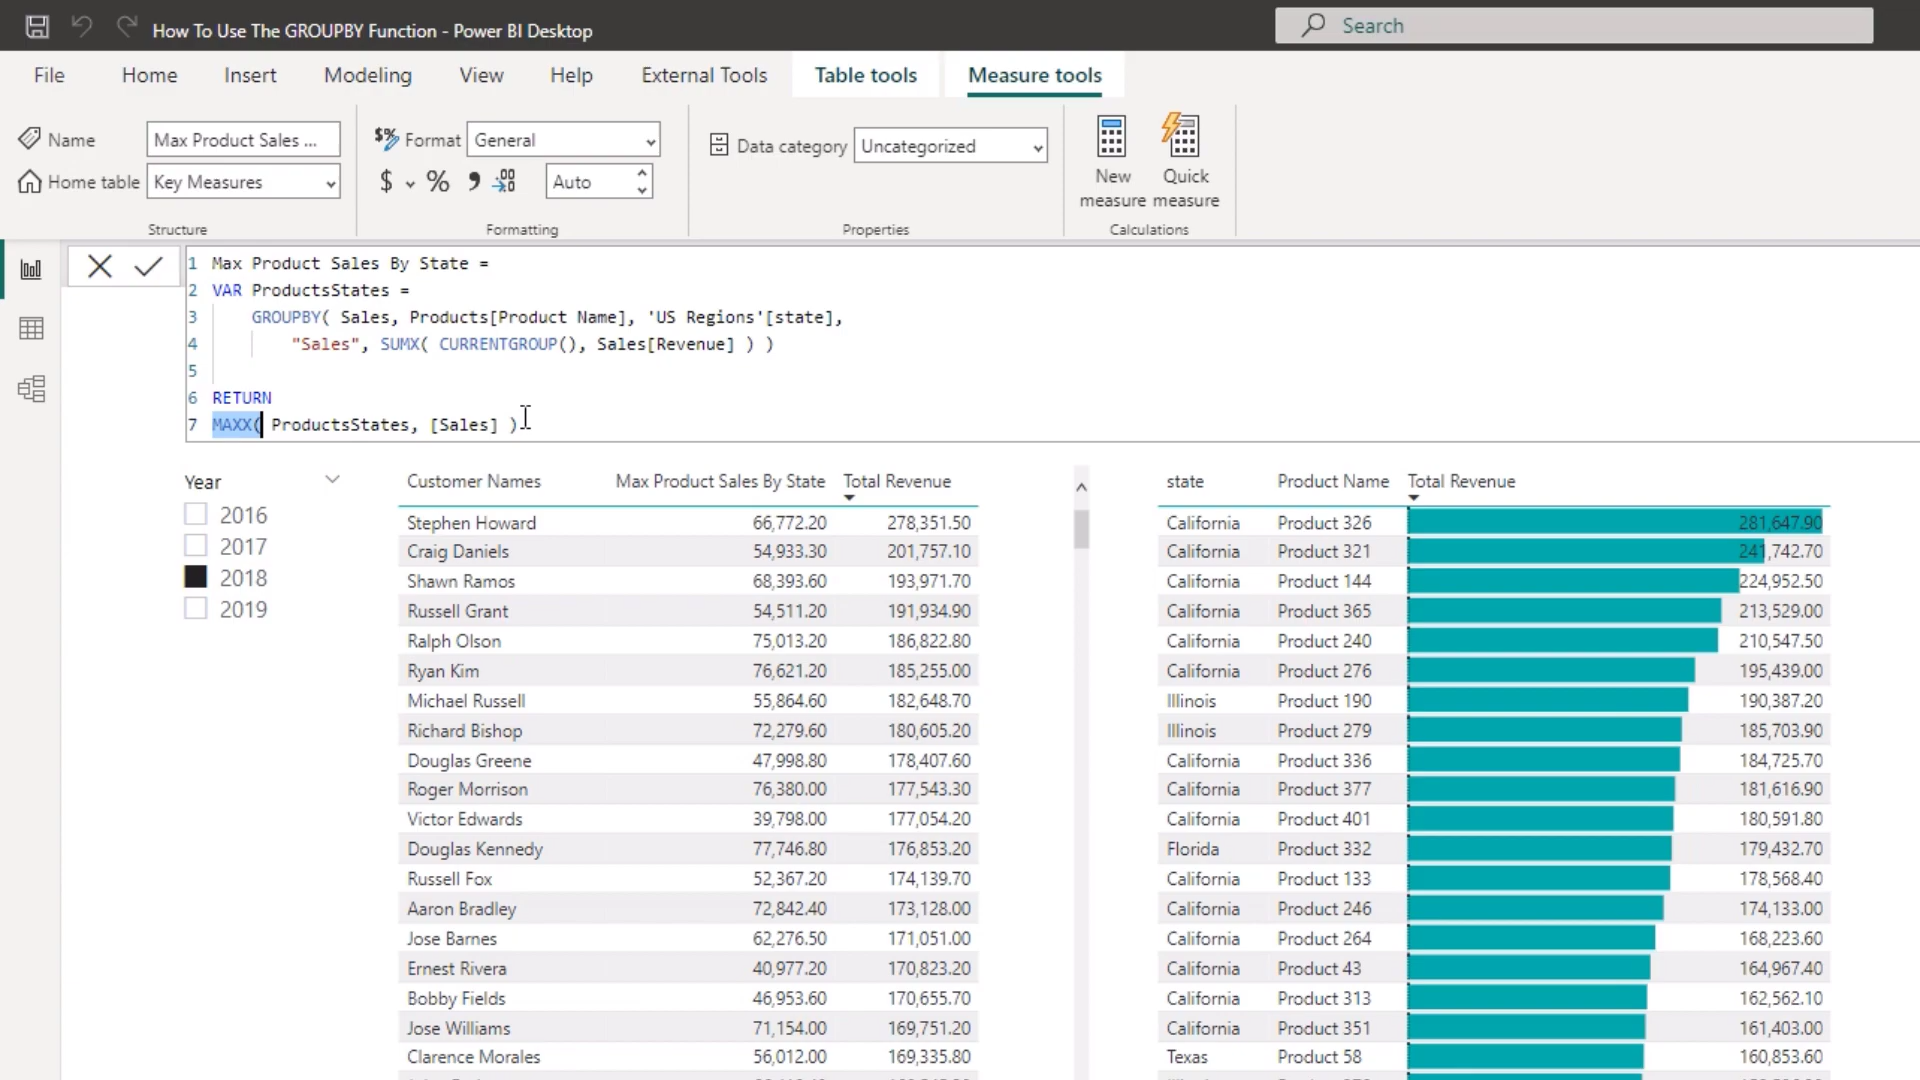 How To Use The GROUPBY Function - Power BI Desktop
Search
File Home Insert Modeling View Help External Tools Table tools Measure tools
Name Max Product Sales ...
Home table Key Measures
Structure
$% Format General
$ % Auto
Formatting
Data category Uncategorized
Properties
New measure
Quick measure
Calculations
1 Max Product Sales By State =
2 VAR ProductsStates =
3 GROUPBY( Sales, Products[Product Name], 'US Regions'[state],
4 "Sales", SUMX( CURRENTGROUP(), Sales[Revenue] ) )
5
6 RETURN
7 MAXX( ProductsStates, [Sales] )
Year
2016
2017
2018
2019
Customer Names Max Product Sales By State Total Revenue
Stephen Howard 66,772.20 278,351.50
Craig Daniels 54,933.30 201,757.10
Shawn Ramos 68,393.60 193,971.70
Russell Grant 54,511.20 191,934.90
Ralph Olson 75,013.20 186,822.80
Ryan Kim 76,621.20 185,255.00
Michael Russell 55,864.60 182,648.70
Richard Bishop 72,279.60 180,605.20
Douglas Greene 47,998.80 178,407.60
Roger Morrison 76,380.00 177,543.30
Victor Edwards 39,798.00 177,054.20
Douglas Kennedy 77,746.80 176,853.20
Russell Fox 52,367.20 174,139.70
Aaron Bradley 72,842.40 173,128.00
Jose Barnes 62,276.50 171,051.00
Ernest Rivera 40,977.20 170,823.20
Bobby Fields 46,953.60 170,655.70
Jose Williams 71,154.00 169,751.20
Clarence Morales 56,012.00 169,335.80
state Product Name Total Revenue
California Product 326 281,647.90
California Product 321 241,742.70
California Product 144 224,952.50
California Product 365 213,529.00
California Product 240 210,547.50
California Product 276 195,439.00
Illinois Product 190 190,387.20
Illinois Product 279 185,703.90
California Product 336 184,725.70
California Product 377 181,616.90
California Product 401 180,591.80
Florida Product 332 179,432.70
California Product 133 178,568.40
California Product 246 174,133.00
California Product 264 168,223.60
California Product 43 164,967.40
California Product 313 162,562.10
California Product 351 161,403.00
Texas Product 58 160,853.60